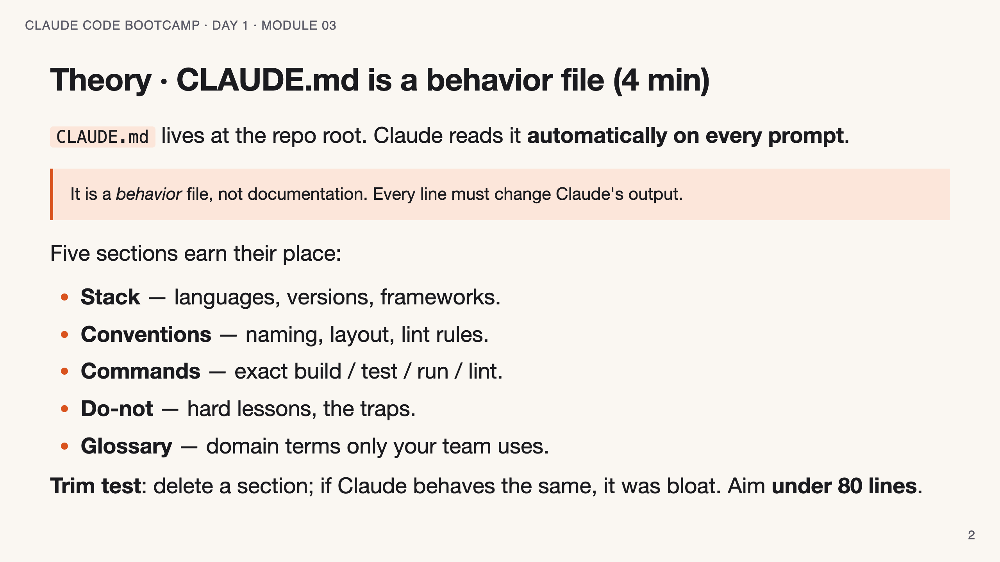 CLAUDE CODE BOOTCAMP · DAY 1 · MODULE 03
Theory · CLAUDE.md is a behavior file (4 min)
CLAUDE.md lives at the repo root. Claude reads it automatically on every prompt.
It is a behavior file, not documentation. Every line must change Claude's output.
Five sections earn their place:
• Stack — languages, versions, frameworks.
• Conventions — naming, layout, lint rules.
• Commands — exact build / test / run / lint.
• Do-not — hard lessons, the traps.
• Glossary — domain terms only your team uses.
Trim test: delete a section; if Claude behaves the same, it was bloat. Aim under 80 lines.
2